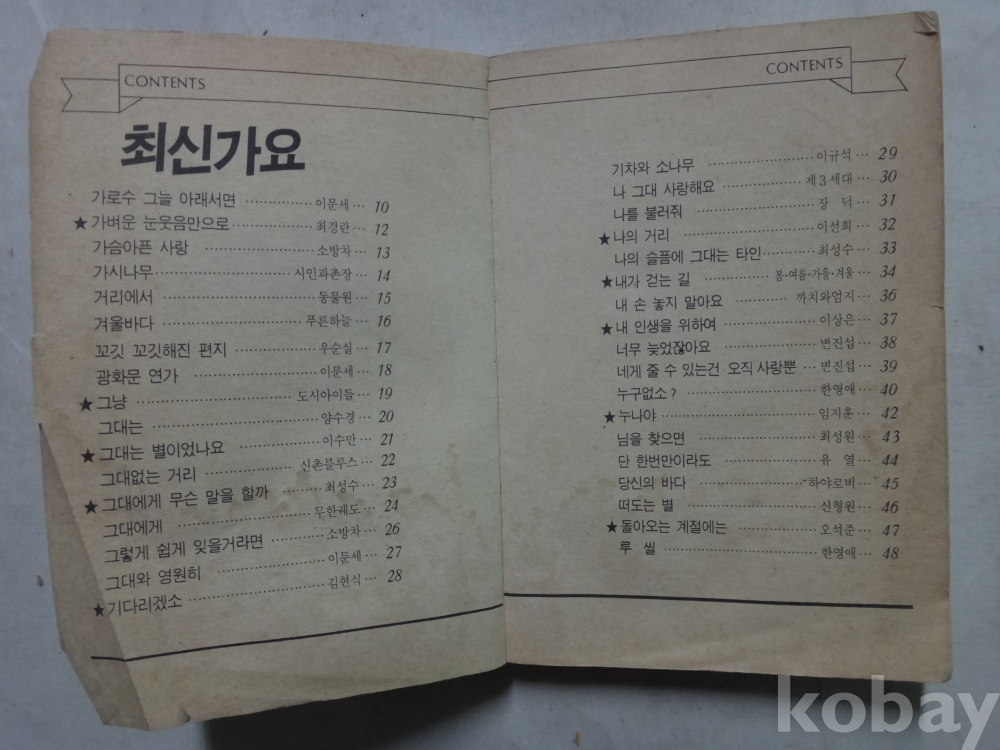 CONTENTS
최신가요
가로수 그늘 아래서면 이문세 10
★가벼운 눈웃음만으로 최경란 12
가슴아픈 사랑 소방차 13
가시나무 시인과촌장 14
거리에서 동물원 15
겨울바다 푸른하늘 16
꼬깃 꼬깃해진 편지 우순실 17
광화문 연가 이문세 18
★그냥 도시아이들 19
그대는 양수경 20
★그대는 별이었나요 이수만 21
그대없는 거리 신촌블루스 22
★그대에게 무슨 말을 할까 최성수 23
그대에게 무한궤도 24
그렇게 쉽게 잊을거라면 소방차 26
그대와 영원히 이문세 27
★기다리겠소 김현식 28
CONTENTS
기차와 소나무 이규석 29
나 그대 사랑해요 제3세대 30
나를 불러줘 장 덕 31
★나의 거리 이선희 32
나의 슬픔에 그대는 타인 최성수 33
★내가 걷는 길 봄·여름·가을·겨울 34
내 손 놓지 말아요 까치와엄지 36
★내 인생을 위하여 이상은 37
너무 늦었잖아요 변진섭 38
네게 줄 수 있는건 오직 사랑뿐 변진섭 39
누구없소? 한영애 40
★누나야 임지훈 42
님을 찾으면 최성원 43
단 한번만이라도 유 열 44
당신의 바다 하야로비 45
떠도는 별 신형원 46
★돌아오는 계절에는 오석준 47
루 씰 한영애 48
kobay